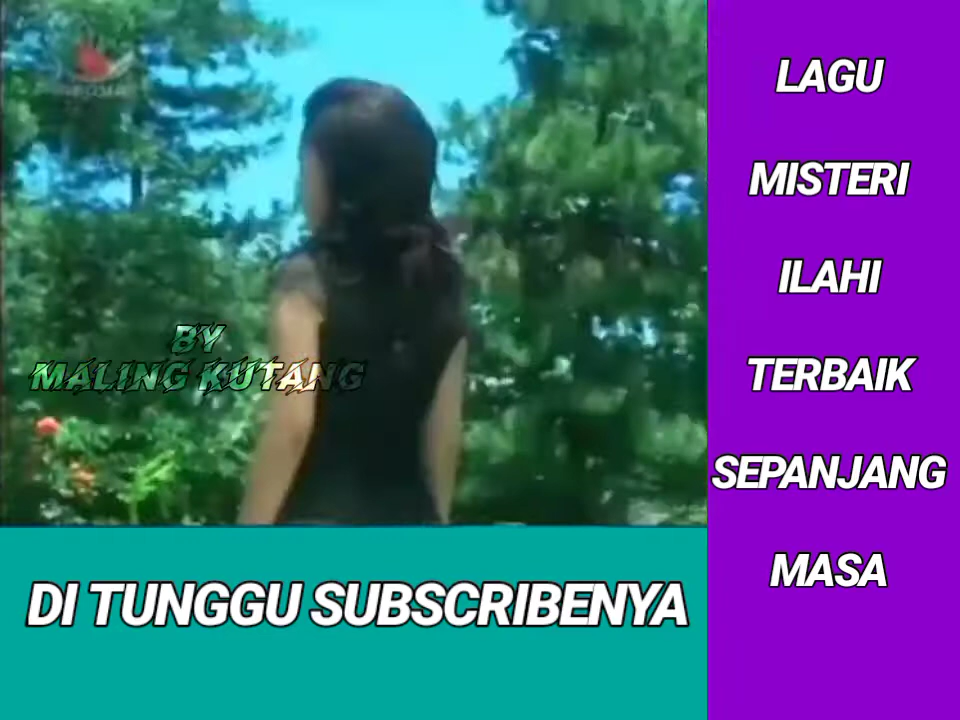 BY
MALING KUTANG
LAGU
MISTERI
ILAHI
TERBAIK
SEPANJANG
MASA
DI TUNGGU SUBSCRIBENYA